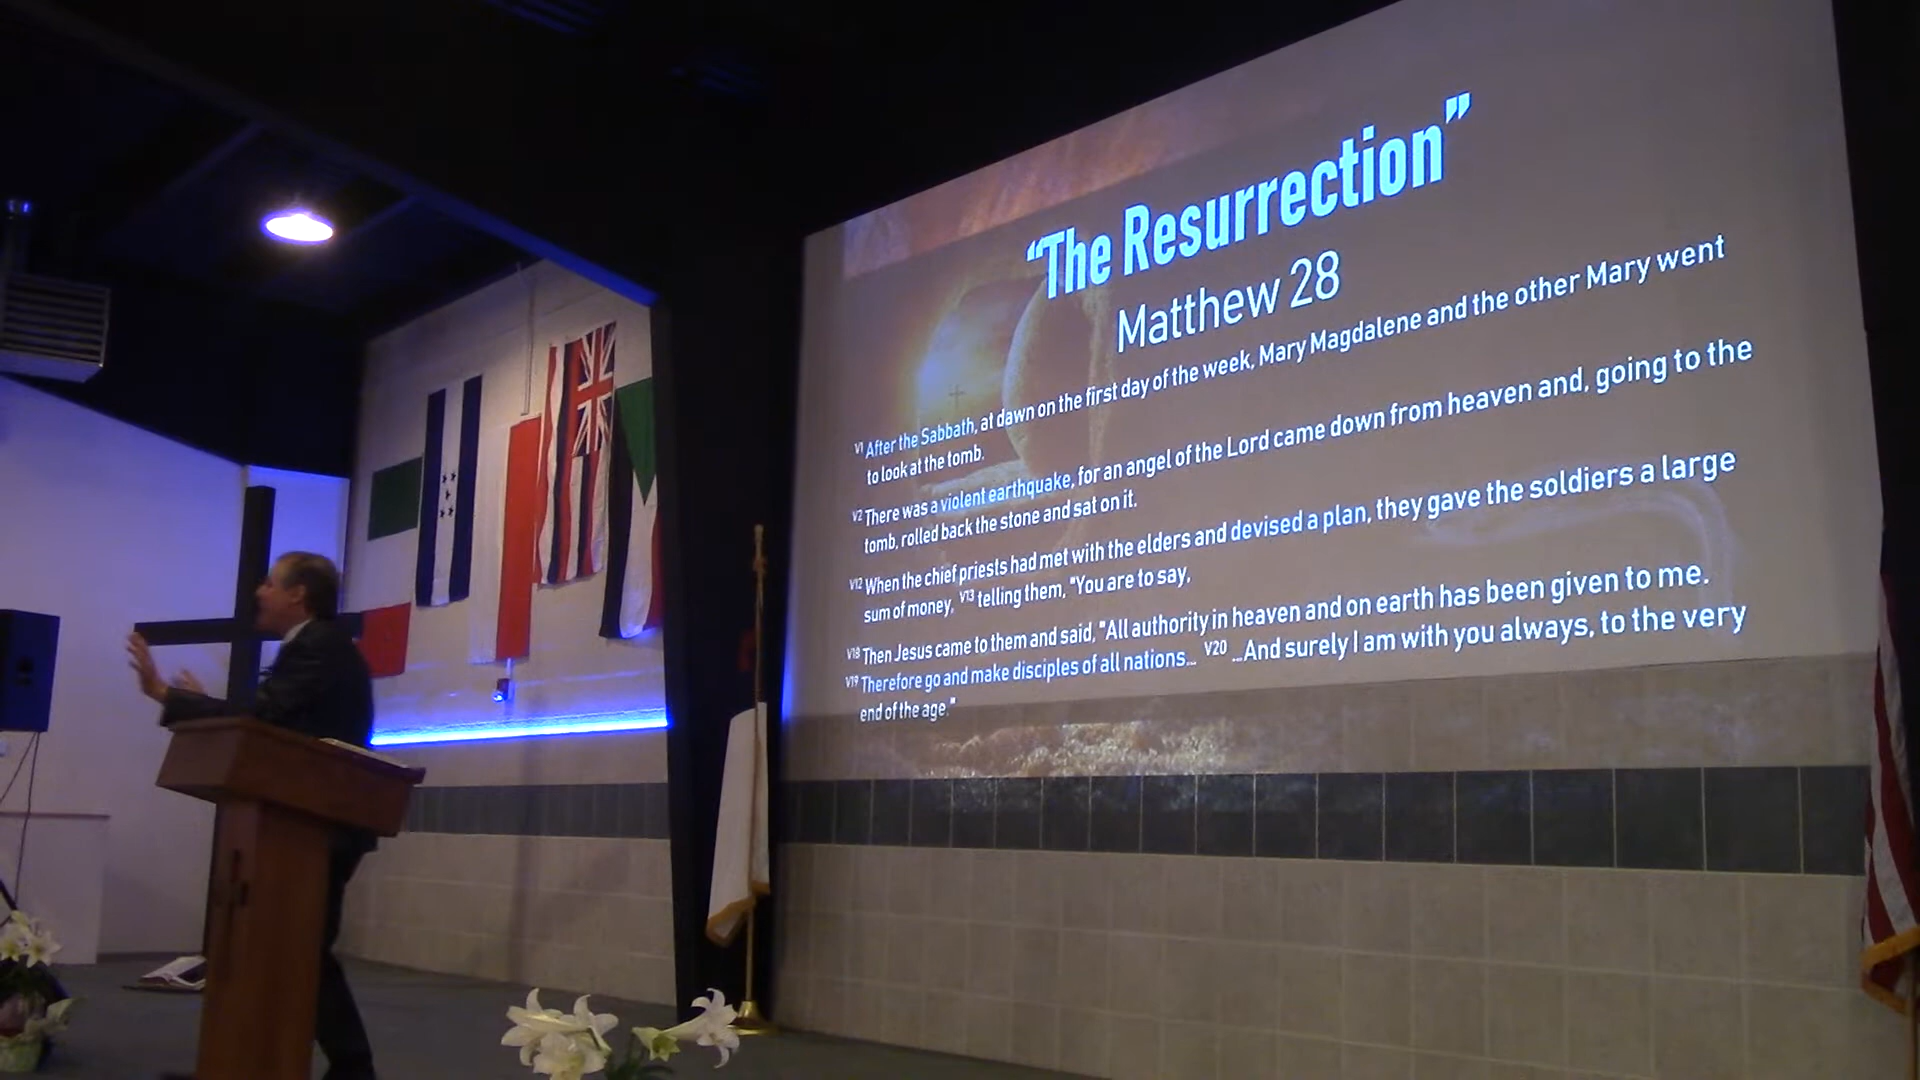 “The Resurrection”
Matthew 28
V1 After the Sabbath, at dawn on the first day of the week, Mary Magdalene and the other Mary went
to look at the tomb.
V2 There was a violent earthquake, for an angel of the Lord came down from heaven and, going to the
tomb, rolled back the stone and sat on it.
V12 When the chief priests had met with the elders and devised a plan, they gave the soldiers a large
sum of money, V13 telling them, "You are to say,
V18 Then Jesus came to them and said, "All authority in heaven and on earth has been given to me.
V19 Therefore go and make disciples of all nations... V20 ...And surely I am with you always, to the very
end of the age."